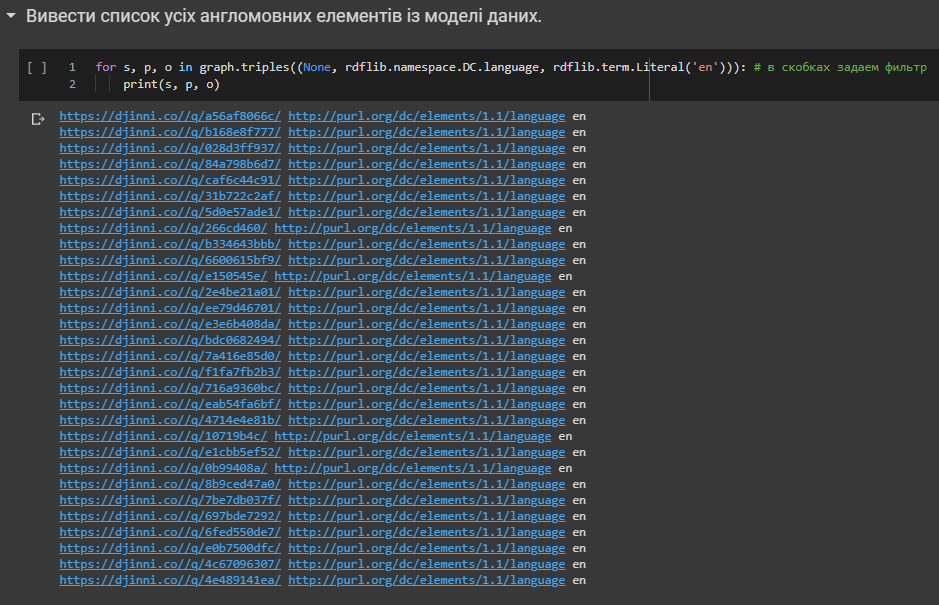 Вивести список усіх англомовних елементів із моделі даних.
[ ] 1 for s, p, o in graph.triples((None, rdflib.namespace.DC.language, rdflib.term.Literal('en'))): # в скобках задаем фильтр
2 print(s, p, o)
https://djinni.co//q/a56af8066c/ http://purl.org/dc/elements/1.1/language en
https://djinni.co//q/b168e8f777/ http://purl.org/dc/elements/1.1/language en
https://djinni.co//q/028d3ff937/ http://purl.org/dc/elements/1.1/language en
https://djinni.co//q/84a798b6d7/ http://purl.org/dc/elements/1.1/language en
https://djinni.co//q/caf6c44c91/ http://purl.org/dc/elements/1.1/language en
https://djinni.co//q/31b722c2af/ http://purl.org/dc/elements/1.1/language en
https://djinni.co//q/5d0e57ade1/ http://purl.org/dc/elements/1.1/language en
https://djinni.co//q/266cd460/ http://purl.org/dc/elements/1.1/language en
https://djinni.co//q/b334643bbb/ http://purl.org/dc/elements/1.1/language en
https://djinni.co//q/6600615bf9/ http://purl.org/dc/elements/1.1/language en
https://djinni.co//q/e150545e/ http://purl.org/dc/elements/1.1/language en
https://djinni.co//q/2e4be21a01/ http://purl.org/dc/elements/1.1/language en
https://djinni.co//q/ee79d46701/ http://purl.org/dc/elements/1.1/language en
https://djinni.co//q/e3e6b408da/ http://purl.org/dc/elements/1.1/language en
https://djinni.co//q/bdc0682494/ http://purl.org/dc/elements/1.1/language en
https://djinni.co//q/7a416e85d0/ http://purl.org/dc/elements/1.1/language en
https://djinni.co//q/f1fa7fb2b3/ http://purl.org/dc/elements/1.1/language en
https://djinni.co//q/716a9360bc/ http://purl.org/dc/elements/1.1/language en
https://djinni.co//q/eab54fa6bf/ http://purl.org/dc/elements/1.1/language en
https://djinni.co//q/4714e4e81b/ http://purl.org/dc/elements/1.1/language en
https://djinni.co//q/10719b4c/ http://purl.org/dc/elements/1.1/language en
https://djinni.co//q/e1cbb5ef52/ http://purl.org/dc/elements/1.1/language en
https://djinni.co//q/0b99408a/ http://purl.org/dc/elements/1.1/language en
https://djinni.co//q/8b9ced47a0/ http://purl.org/dc/elements/1.1/language en
https://djinni.co//q/7be7db037f/ http://purl.org/dc/elements/1.1/language en
https://djinni.co//q/697bde7292/ http://purl.org/dc/elements/1.1/language en
https://djinni.co//q/6fed550de7/ http://purl.org/dc/elements/1.1/language en
https://djinni.co//q/e0b7500dfc/ http://purl.org/dc/elements/1.1/language en
https://djinni.co//q/4c67096307/ http://purl.org/dc/elements/1.1/language en
https://djinni.co//q/4e489141ea/ http://purl.org/dc/elements/1.1/language en